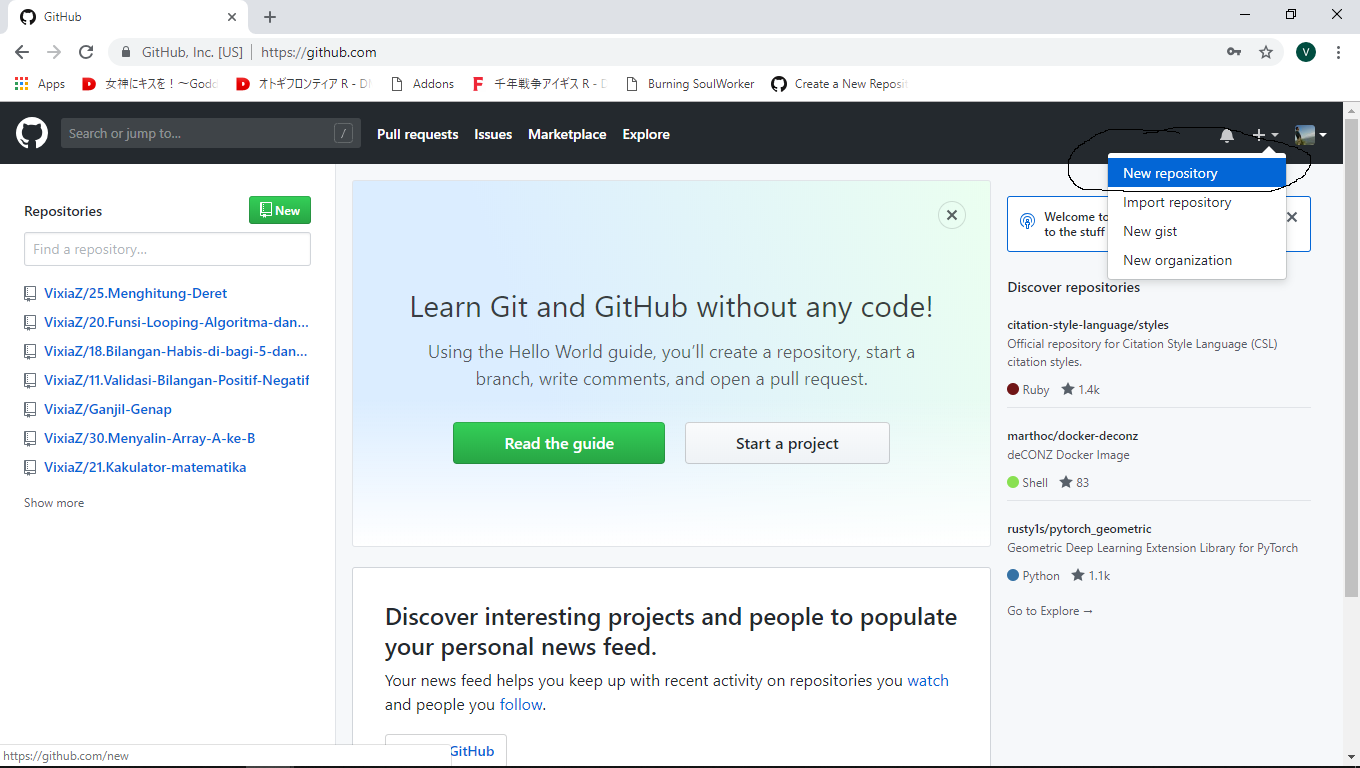 GitHub
GitHub, Inc. [US] https://github.com
V
Apps 女神にキスを！～Godd オトギフロンティア R - DM Addons 千年戦争アイギス R - D Burning SoulWorker Create a New Reposit
Search or jump to... /
Pull requests Issues Marketplace Explore
New repository
Import repository
New gist
New organization
Repositories
New
Find a repository...
VixiaZ/25.Menghitung-Deret
VixiaZ/20.Funsi-Looping-Algoritma-dan...
VixiaZ/18.Bilangan-Habis-di-bagi-5-dan...
VixiaZ/11.Validasi-Bilangan-Positif-Negatif
VixiaZ/Ganjil-Genap
VixiaZ/30.Menyalin-Array-A-ke-B
VixiaZ/21.Kakulator-matematika
Show more
Learn Git and GitHub without any code!
Using the Hello World guide, you’ll create a repository, start a
branch, write comments, and open a pull request.
Read the guide
Start a project
Discover interesting projects and people to populate
your personal news feed.
Your news feed helps you keep up with recent activity on repositories you watch
and people you follow.
GitHub
Welcome to
to the stuff
Discover repositories
citation-style-language/styles
Official repository for Citation Style Language (CSL)
citation styles.
Ruby 1.4k
marthoc/docker-deconz
deCONZ Docker Image
Shell 83
rusty1s/pytorch_geometric
Geometric Deep Learning Extension Library for PyTorch
Python 1.1k
Go to Explore →
https://github.com/new